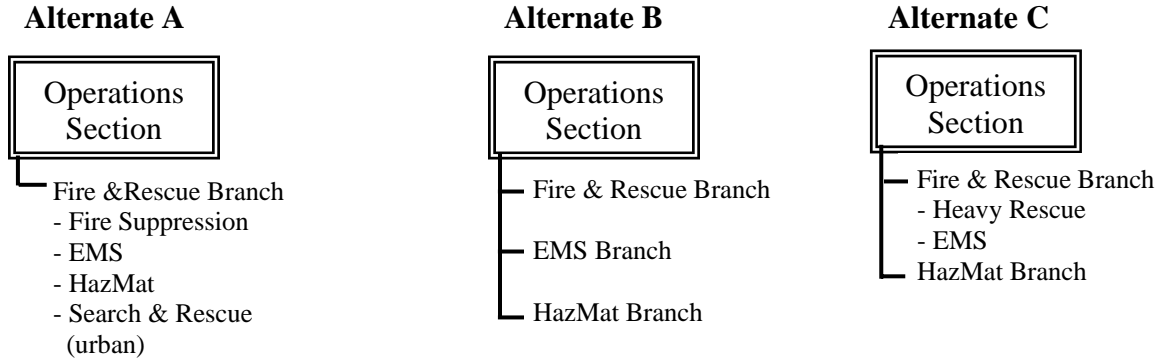 Alternate A
Operations
Section
Fire &Rescue Branch
- Fire Suppression
- EMS
- HazMat
- Search & Rescue
(urban)
Alternate B
Operations
Section
Fire & Rescue Branch
EMS Branch
HazMat Branch
Alternate C
Operations
Section
Fire & Rescue Branch
- Heavy Rescue
- EMS
HazMat Branch